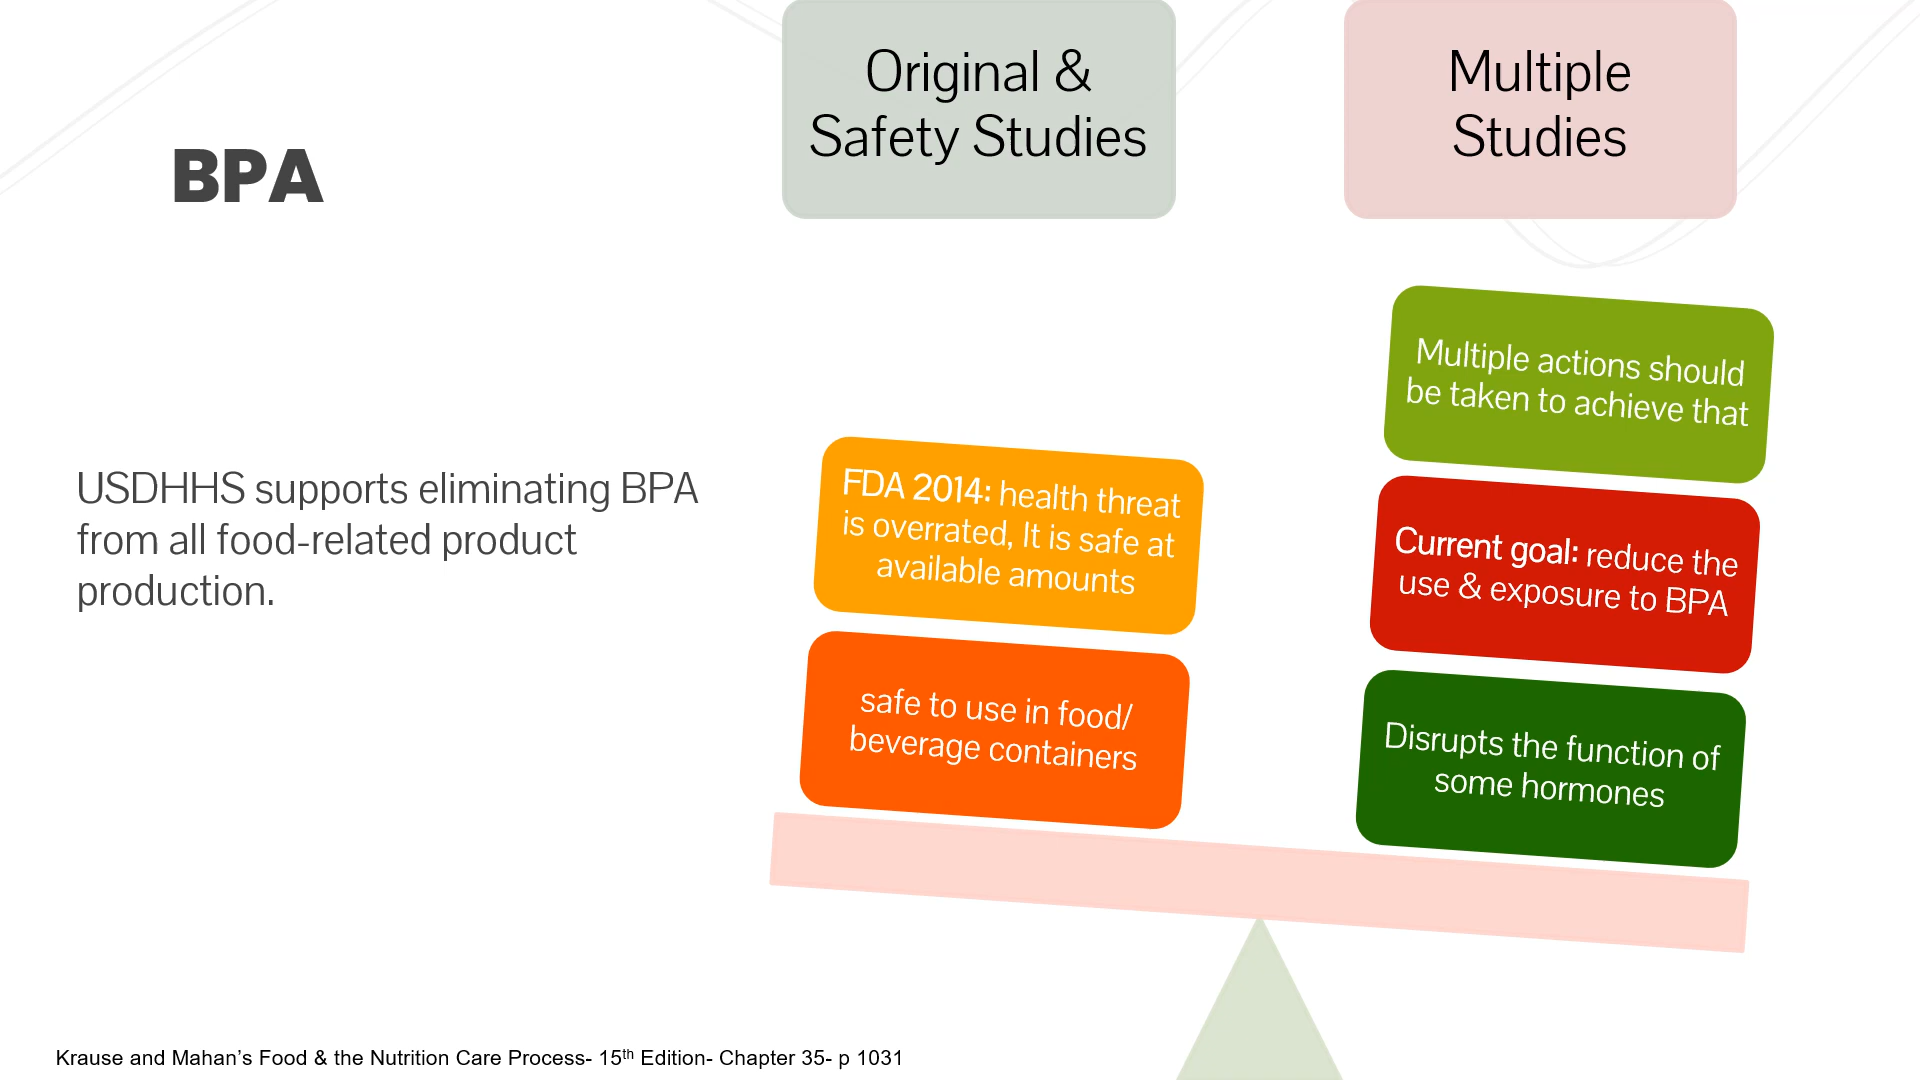 BPA
USDHHS supports eliminating BPA
from all food-related product
production.
Original &
Safety Studies
FDA 2014: health threat
is overrated, It is safe at
available amounts
safe to use in food/
beverage containers
Multiple
Studies
Multiple actions should
be taken to achieve that
Current goal: reduce the
use & exposure to BPA
Disrupts the function of
some hormones
Krause and Mahan’s Food & the Nutrition Care Process- 15th Edition- Chapter 35- p 1031